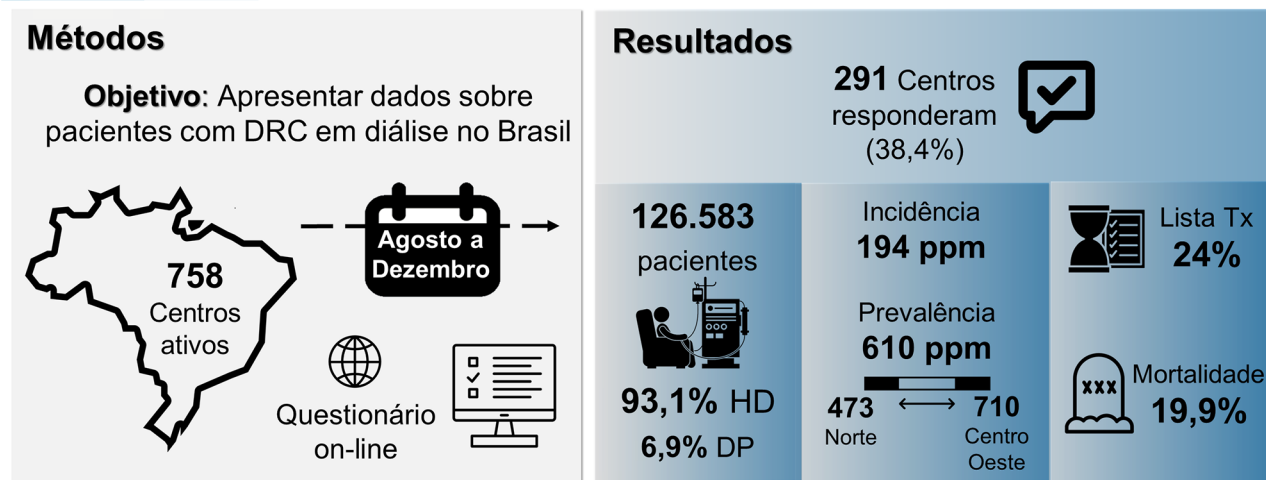 Métodos
Objetivo: Apresentar dados sobre
pacientes com DRC em diálise no Brasil
758
Centros
ativos
Agosto a
Dezembro
Questionário
on-line
Resultados
291 Centros
responderam
(38,4%)
126.583
pacientes
93,1% HD
6,9% DP
Incidência
194 ppm
Prevalência
610 ppm
473
Norte
710
Centro
Oeste
Lista Tx
24%
xxx
Mortalidade
19,9%